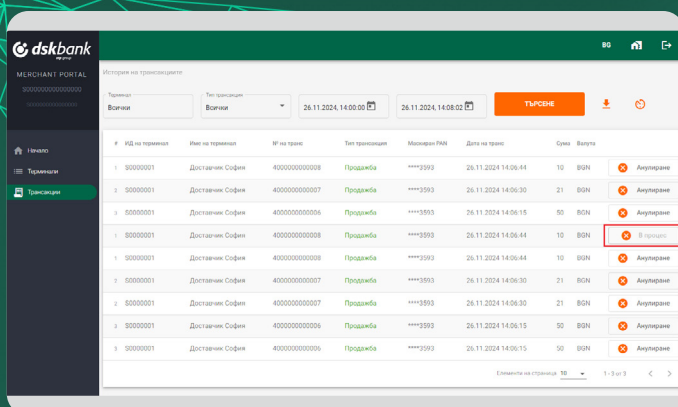 dskbank
BG
MERCHANT PORTAL
S000000000000000
История на транзакциите
Терминал
Всички
Тип транзакция
Всички
26.11.2024, 14:00:00
26.11.2024, 14:08:02
ТЪРСЕНЕ
Начало
Терминали
Транзакции
# ИД на терминал Име на терминал Nº на транс Тип транзакция Маскиран PAN Дата на транс Сума Валута
1 S0000001 Доставчик София 4000000000008 Продажба ****3593 26.11.2024 14:06:44 10 BGN Анулиране
2 S0000001 Доставчик София 4000000000007 Продажба ****3593 26.11.2024 14:06:30 21 BGN Анулиране
3 S0000001 Доставчик София 4000000000006 Продажба ****3593 26.11.2024 14:06:15 50 BGN Анулиране
1 S0000001 Доставчик София 4000000000008 Продажба ****3593 26.11.2024 14:06:44 10 BGN В процес
1 S0000001 Доставчик София 4000000000008 Продажба ****3593 26.11.2024 14:06:44 10 BGN Анулиране
2 S0000001 Доставчик София 4000000000007 Продажба ****3593 26.11.2024 14:06:30 21 BGN Анулиране
2 S0000001 Доставчик София 4000000000007 Продажба ****3593 26.11.2024 14:06:30 21 BGN Анулиране
3 S0000001 Доставчик София 4000000000006 Продажба ****3593 26.11.2024 14:06:15 50 BGN Анулиране
3 S0000001 Доставчик София 4000000000006 Продажба ****3593 26.11.2024 14:06:15 50 BGN Анулиране
Елементи на страница 10 1 - 3 от 3